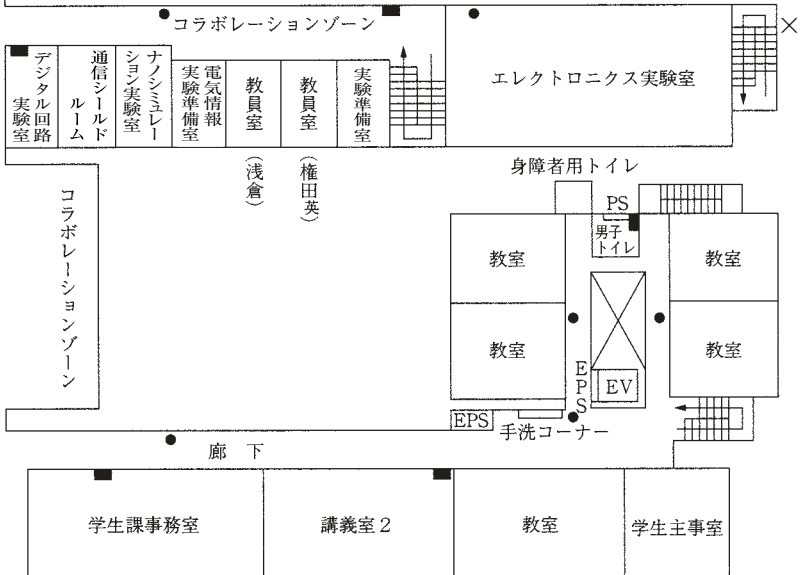 コラボレーションゾーン
デジタル回路
実験室
通信シールド
ルーム
ナノシミュレー
ション実験室
電気情報
実験準備室
教員室
(浅倉)
教員室
(権田英)
実験準備室
エレクトロニクス実験室
×
身障者用トイレ
PS
男子
トイレ
コラボレーションゾーン
教室
教室
教室
教室
EPS
EV
EPS
手洗コーナー
廊下
学生課事務室
講義室2
教室
学生主事室